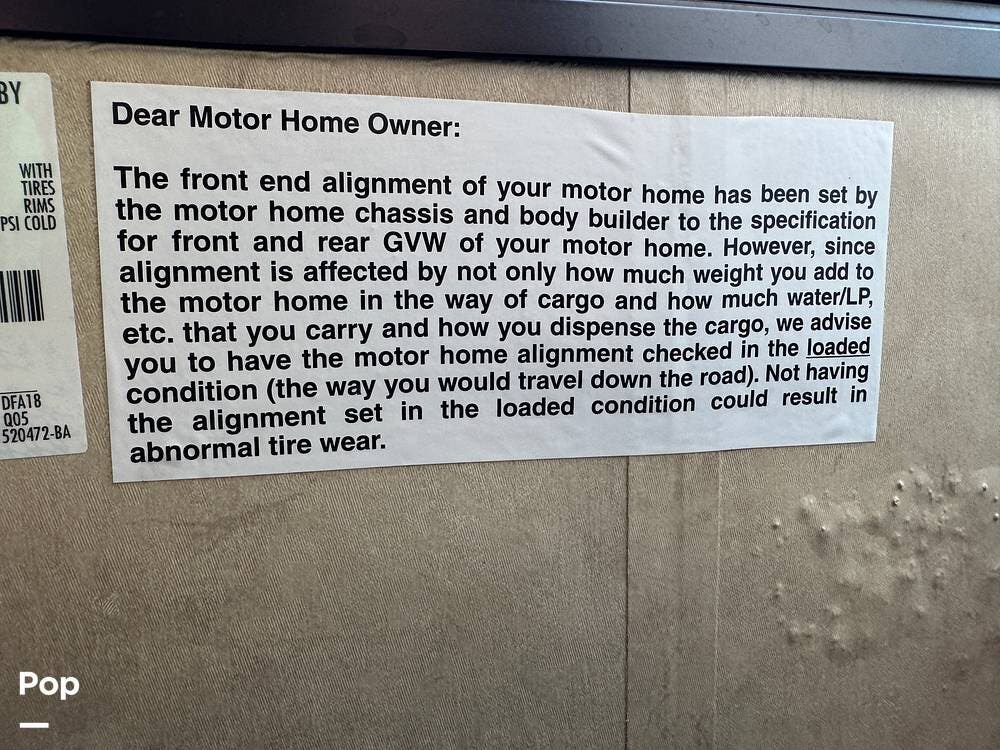 BY
WITH
TIRES
RIMS
PSI COLD
DFA18
Q05
520472-BA
Dear Motor Home Owner:
The front end alignment of your motor home has been set by
the motor home chassis and body builder to the specification
for front and rear GVW of your motor home. However, since
alignment is affected by not only how much weight you add to
the motor home in the way of cargo and how much water/LP,
etc. that you carry and how you dispense the cargo, we advise
you to have the motor home alignment checked in the loaded
condition (the way you would travel down the road). Not having
the alignment set in the loaded condition could result in
abnormal tire wear.
Pop